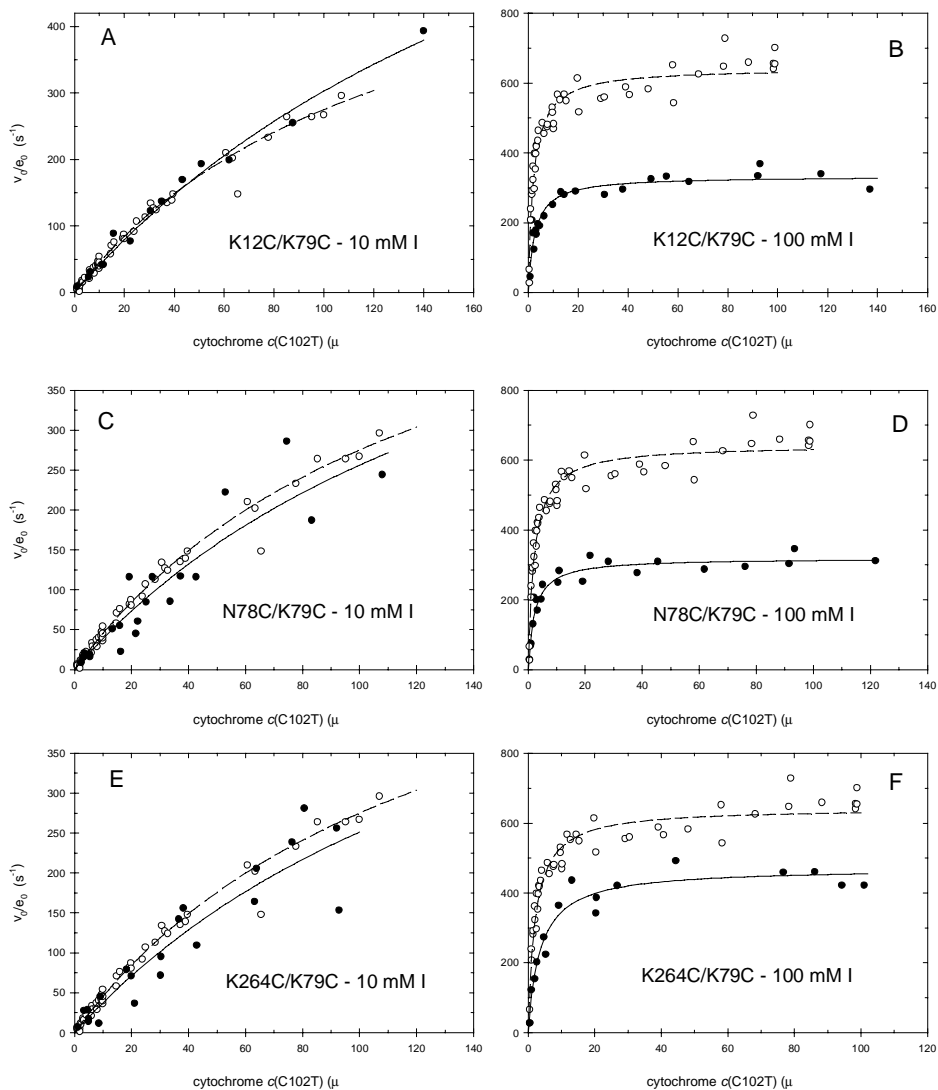 A
B
400
300
200
100
0
v0/e0 (s-1)
K12C/K79C - 10 mM I
0 20 40 60 80 100 120 140 160
cytochrome c(C102T) (μ
800
600
400
200
0
K12C/K79C - 100 mM I
0 20 40 60 80 100 120 140 160
cytochrome c(C102T) (μ
C
D
350
300
250
200
150
100
50
0
v0/e0 (s-1)
N78C/K79C - 10 mM I
0 20 40 60 80 100 120 140
cytochrome c(C102T) (μ
800
600
400
200
0
N78C/K79C - 100 mM I
0 20 40 60 80 100 120 140
cytochrome c(C102T) (μ
E
F
350
300
250
200
150
100
50
0
v0/e0 (s-1)
K264C/K79C - 10 mM I
0 20 40 60 80 100 120 140
cytochrome c(C102T) (μ
800
600
400
200
0
K264C/K79C - 100 mM I
0 20 40 60 80 100 120
cytochrome c(C102T) (μ